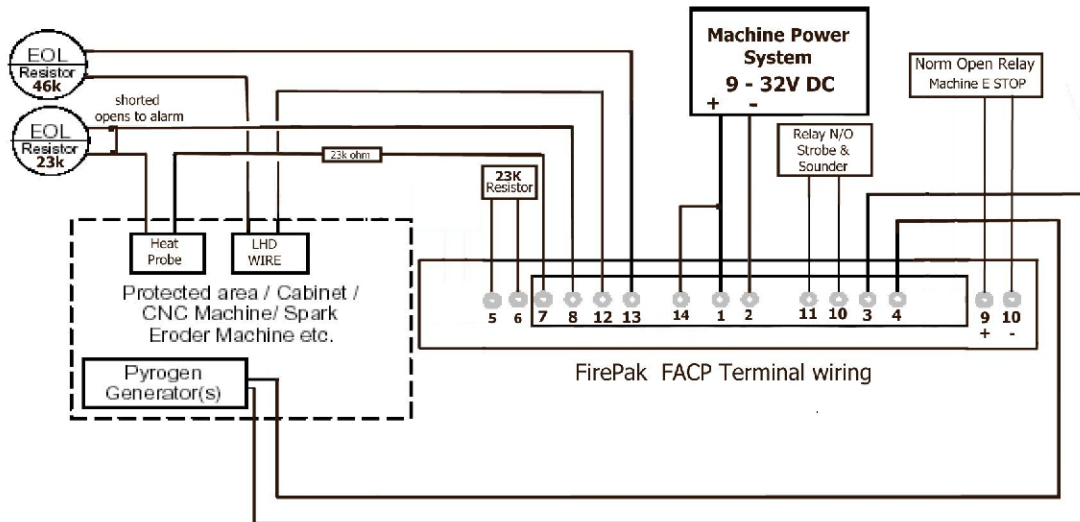 EOL
Resistor
46k
shorted
opens to alarm
EOL
Resistor
23k
23k ohm
23K
Resistor
Machine Power
System
9 - 32V DC
+ -
Relay N/O
Strobe &
Sounder
Norm Open Relay
Machine E STOP
Heat
Probe
LHD
WIRE
Protected area / Cabinet /
CNC Machine/ Spark
Eroder Machine etc.
Pyrogen
Generator(s)
5 6 7 8 12 13 14 1 2 11 10 3 4 9 10
+ -
FirePak FACP Terminal wiring